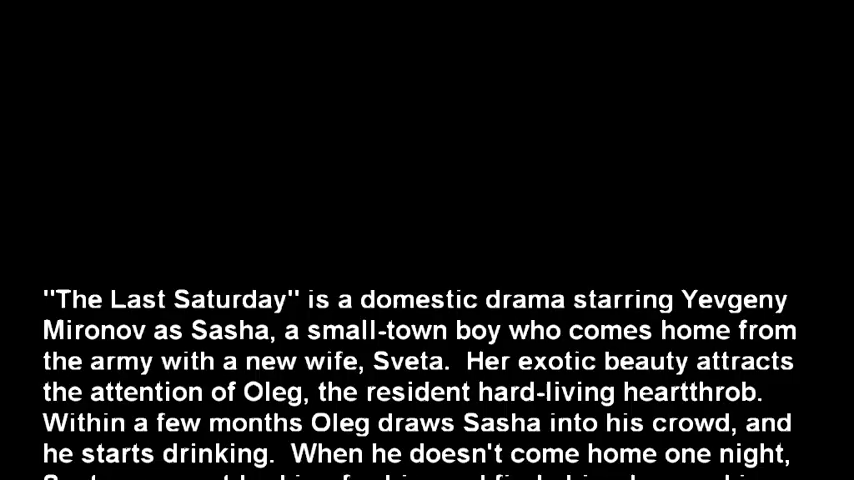 "The Last Saturday" is a domestic drama starring Yevgeny
Mironov as Sasha, a small-town boy who comes home from
the army with a new wife, Sveta.  Her exotic beauty attracts
the attention of Oleg, the resident hard-living heartthrob.
Within a few months Oleg draws Sasha into his crowd, and
he starts drinking.  When he doesn't come home one night,